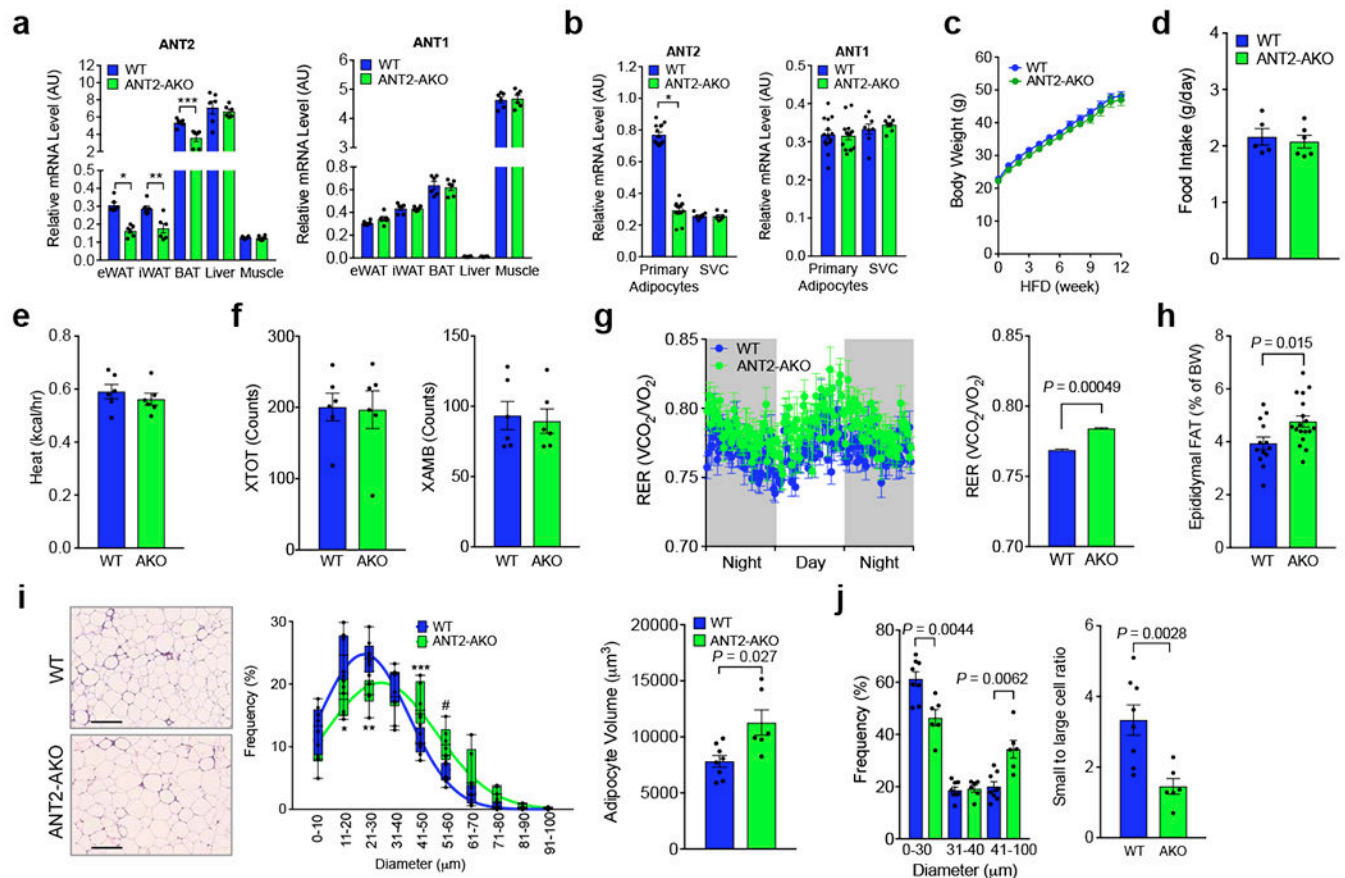 a
ANT2
WT
ANT2-AKO
Relative mRNA Level (AU)
12
10
8
6
4
2
0.5
0.4
0.3
0.2
0.1
0
***
*
**
eWAT iWAT BAT Liver Muscle
ANT1
WT
ANT2-AKO
Relative mRNA Level (AU)
6
5
4
3
2
1
1.0
0.8
0.6
0.4
0.2
0
eWAT iWAT BAT Liver Muscle
b
ANT2
WT
ANT2-AKO
*
Relative mRNA Level (AU)
1.2
1.0
0.8
0.6
0.4
0.2
0
Primary
Adipocytes
SVC
ANT1
WT
ANT2-AKO
Relative mRNA Level (AU)
0.5
0.4
0.3
0.2
0.1
0
Primary
Adipocytes
SVC
c
WT
ANT2-AKO
Body Weight (g)
60
50
40
30
20
10
0
0 3 6 9 12
HFD (week)
d
WT
ANT2-AKO
Food Intake (g/day)
4
3
2
1
0
e
Heat (kcal/hr)
0.8
0.6
0.4
0.2
0.0
WT AKO
f
XTOT (Counts)
300
200
100
0
WT AKO
XAMB (Counts)
150
100
50
0
WT AKO
g
WT
ANT2-AKO
RER (VCO2/VO2)
0.85
0.80
0.75
0.70
Night Day Night
RER (VCO2/VO2)
0.85
0.80
0.75
0.70
P = 0.00049
WT AKO
h
P = 0.015
Epididymal FAT (% of BW)
8
6
4
2
0
WT AKO
i
WT
ANT2-AKO
WT
ANT2-AKO
Frequency (%)
30
20
10
0
*
**
***
#
0-10
11-20
21-30
31-40
41-50
51-60
61-70
71-80
81-90
91-100
Diameter (μm)
WT
ANT2-AKO
P = 0.027
Adipocyte Volume (μm3)
20000
15000
10000
5000
0
j
P = 0.0044
P = 0.0062
Frequency (%)
80
60
40
20
0
0-30
31-40
41-100
Diameter (μm)
P = 0.0028
Small to large cell ratio
6
4
2
0
WT AKO